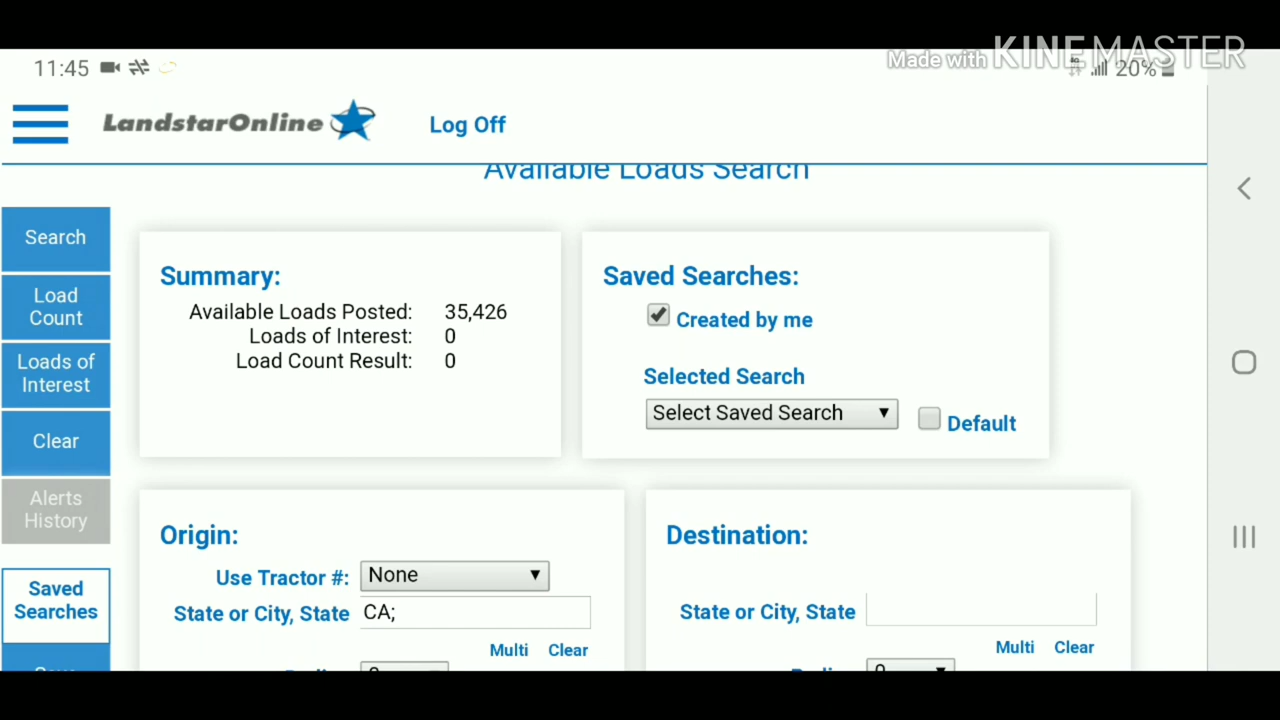 11:45
Made with KINEMASTER
20%
LandstarOnline
Log Off
Available Loads Search
Search
Load
Count
Loads of
Interest
Clear
Alerts
History
Saved
Searches
Summary:
Available Loads Posted: 35,426
Loads of Interest: 0
Load Count Result: 0
Saved Searches:
Created by me
Selected Search
Select Saved Search ▼ Default
Origin:
Use Tractor #: None ▼
State or City, State CA;
Multi Clear
Destination:
State or City, State
Multi Clear